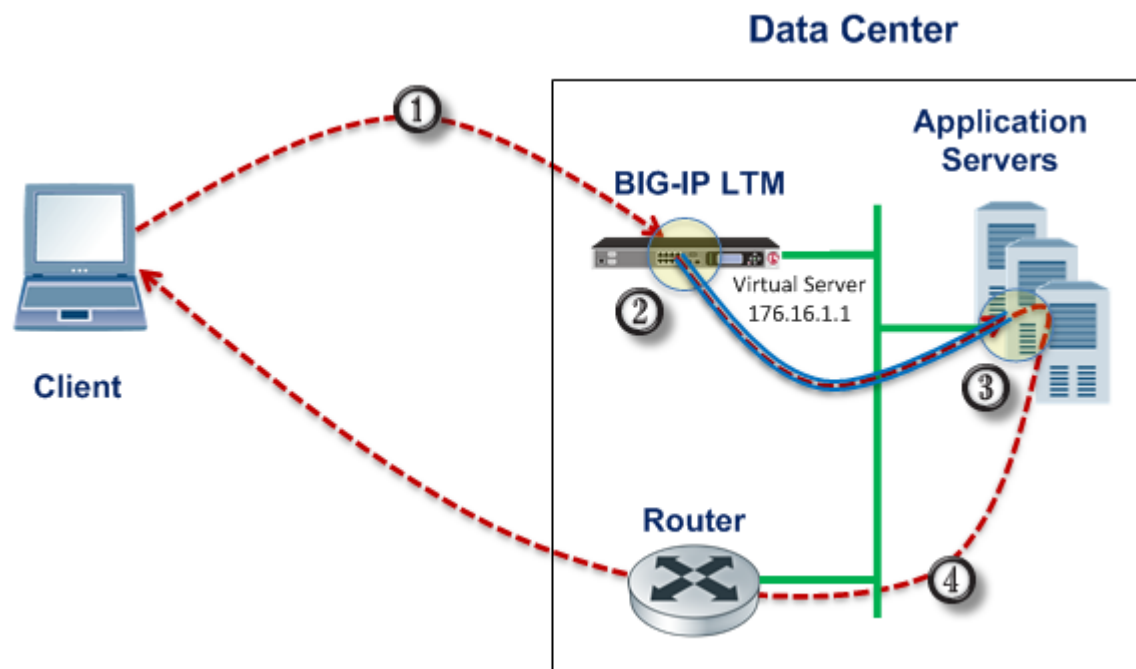 Data Center
1
Application
Servers
BIG-IP LTM
Virtual Server
176.16.1.1
2
3
Client
Router
4